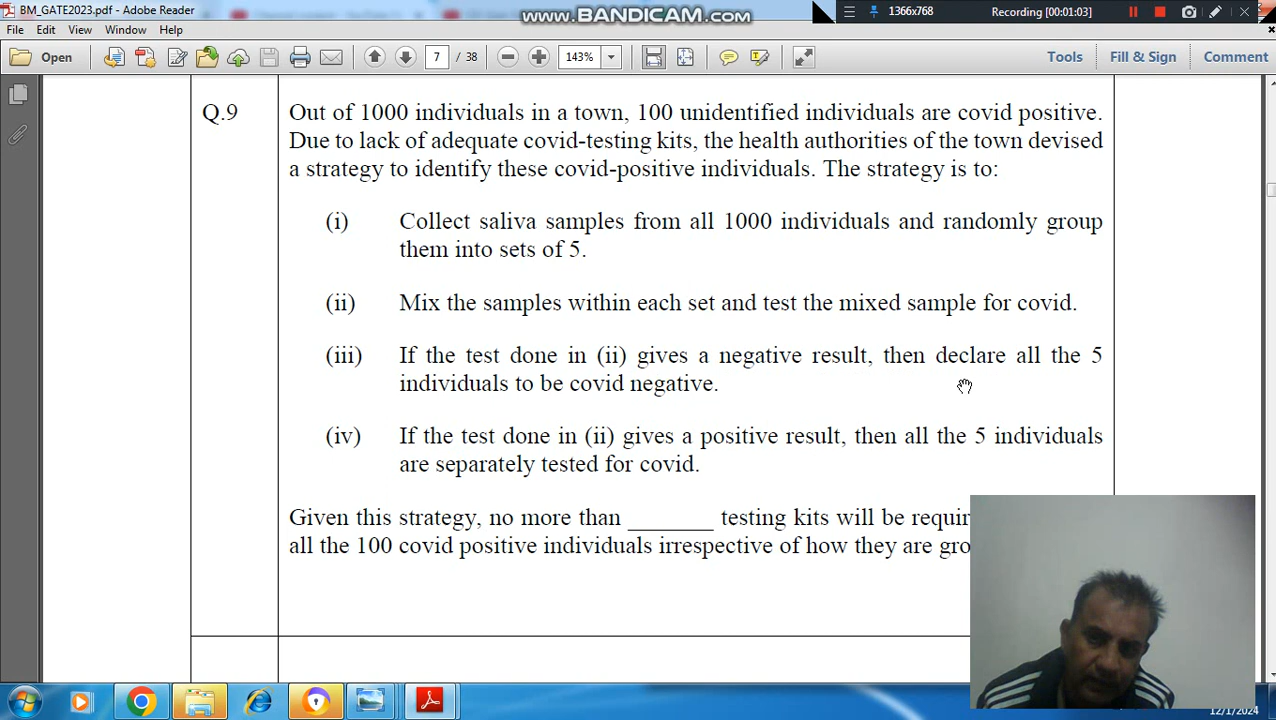 BM_GATE2023.pdf - Adobe Reader
www.BANDICAM.com
1366x768
Recording [00:01:03]
File Edit View Window Help
Open
7 / 38
143%
Tools
Fill & Sign
Comment
Q.9
Out of 1000 individuals in a town, 100 unidentified individuals are covid positive.
Due to lack of adequate covid-testing kits, the health authorities of the town devised
a strategy to identify these covid-positive individuals. The strategy is to:
(i) Collect saliva samples from all 1000 individuals and randomly group
them into sets of 5.
(ii) Mix the samples within each set and test the mixed sample for covid.
(iii) If the test done in (ii) gives a negative result, then declare all the 5
individuals to be covid negative.
(iv) If the test done in (ii) gives a positive result, then all the 5 individuals
are separately tested for covid.
Given this strategy, no more than _______ testing kits will be requir
all the 100 covid positive individuals irrespective of how they are gro
12/1/2024